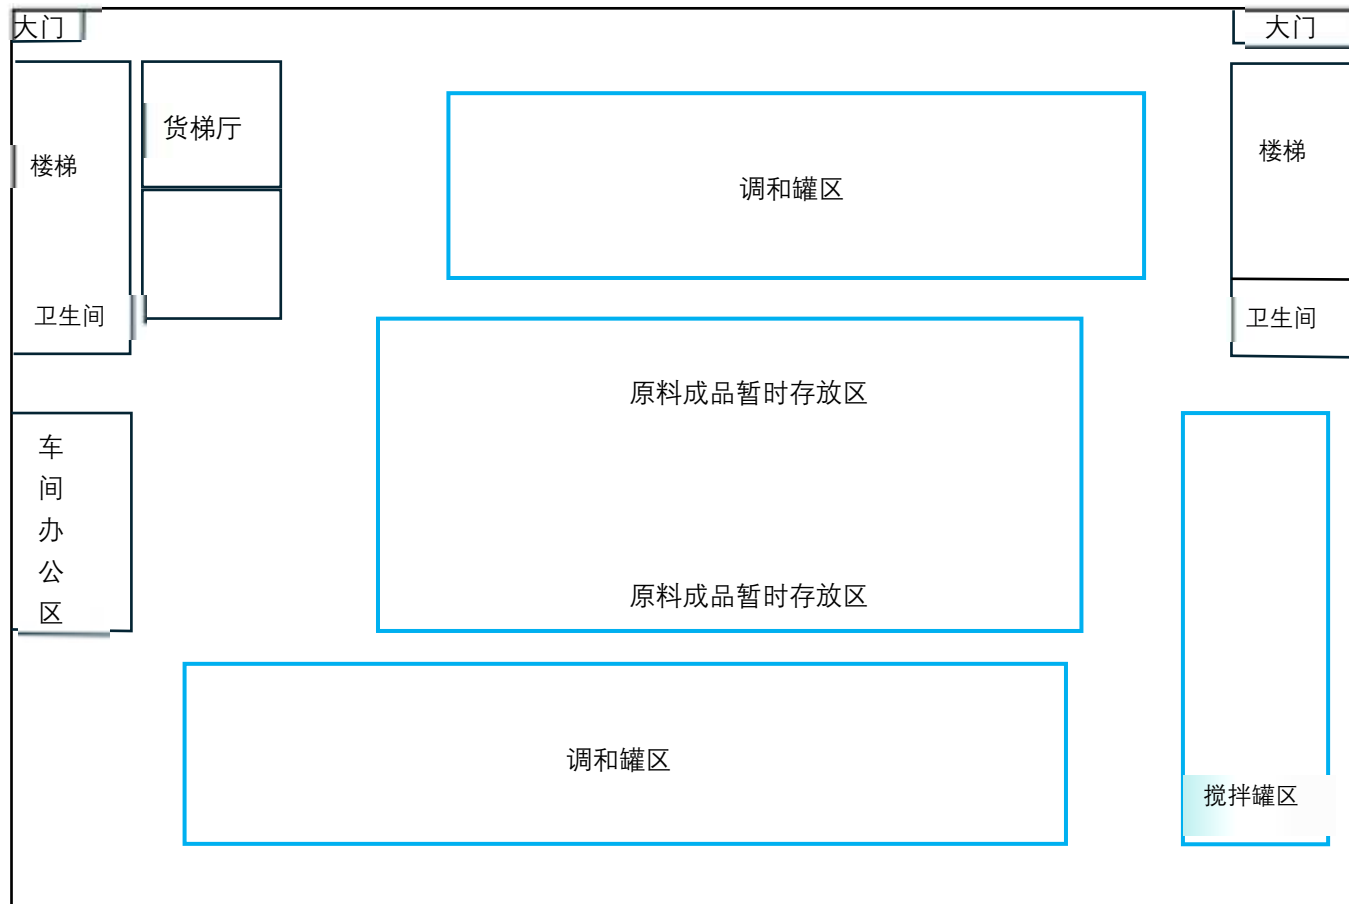 大门
大门
货梯厅
楼梯
楼梯
调和罐区
卫生间
卫生间
原料成品暂时存放区
车
间
办
公
区
原料成品暂时存放区
调和罐区
搅拌罐区